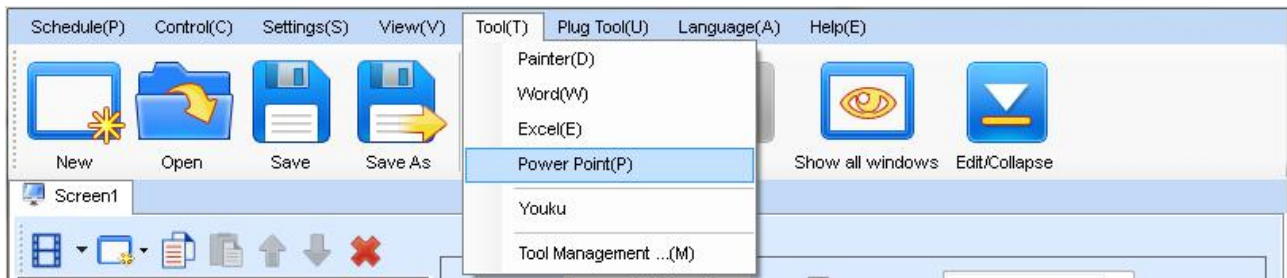 Schedule(P) Control(C) Settings(S) View(V) Tool(T) Plug Tool(U) Language(A) Help(E)
Painter(D)
Word(W)
Excel(E)
Power Point(P)
Youku
Tool Management ...(M)
New Open Save Save As Show all windows Edit/Collapse
Screen1